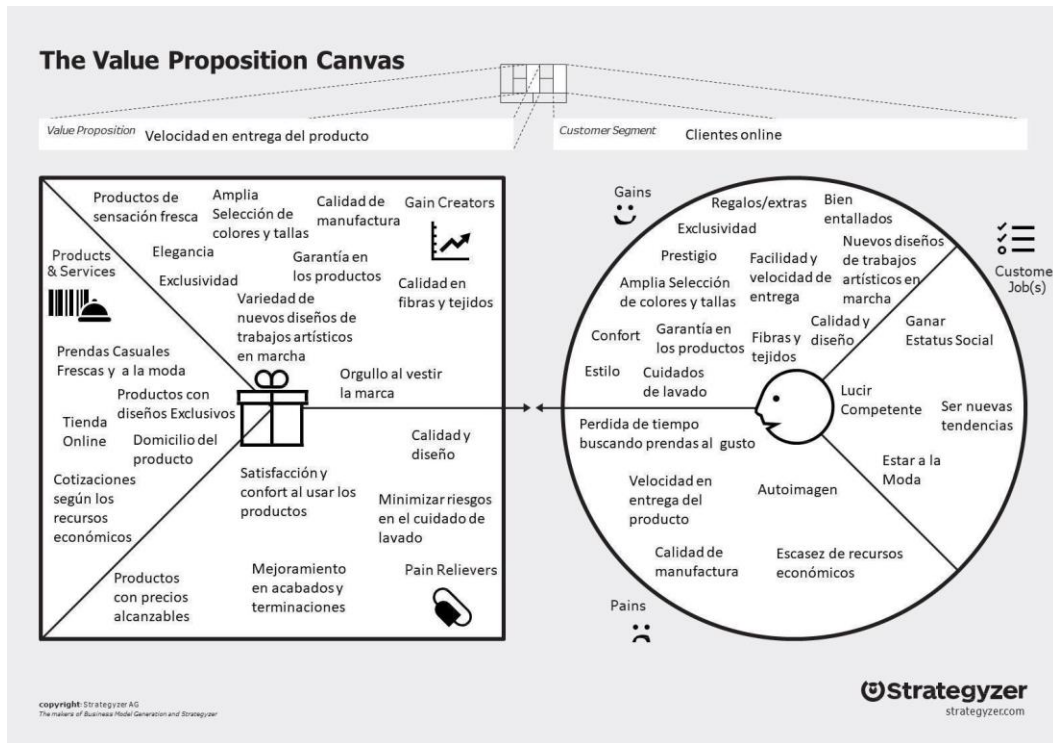 The Value Proposition Canvas
Value Proposition Velocidad en entrega del producto
Customer Segment Clientes online
Productos de
sensación fresca
Amplia
Selección de
colores y tallas
Calidad de
manufactura
Gain Creators
Elegancia
Exclusividad
Garantía en
los productos
Calidad en
fibras y tejidos
Variedad de
nuevos diseños de
trabajos artísticos
en marcha
Products
& Services
Prendas Casuales
Frescas y a la moda
Productos con
diseños Exclusivos
Tienda
Online
Domicilio del
producto
Cotizaciones
según los
recursos
económicos
Orgullo al vestir
la marca
Calidad y
diseño
Satisfacción y
confort al usar los
productos
Minimizar riesgos
en el cuidado de
lavado
Mejoramiento
en acabados y
terminaciones
Pain Relievers
Productos
con precios
alcanzables
Gains
Regalos/extras
Bien
entallados
Exclusividad
Prestigio
Facilidad y
velocidad de
entrega
Nuevos diseños
de trabajos
artísticos en
marcha
Amplia Selección
de colores y tallas
Confort
Garantía en
los productos
Fibras y
tejidos
Calidad y
diseño
Estilo
Cuidados
de lavado
Custome
Job(s)
Ganar
Estatus Social
Lucir
Competente
Ser nuevas
tendencias
Estar a la
Moda
Perdida de tiempo
buscando prendas al gusto
Velocidad en
entrega del
producto
Autoimagen
Calidad de
manufactura
Escasez de recursos
económicos
Pains
copyright: Strategyzer AG
The makers of Business Model Generation and Strategyzer
Strategyzer
strategyzer.com